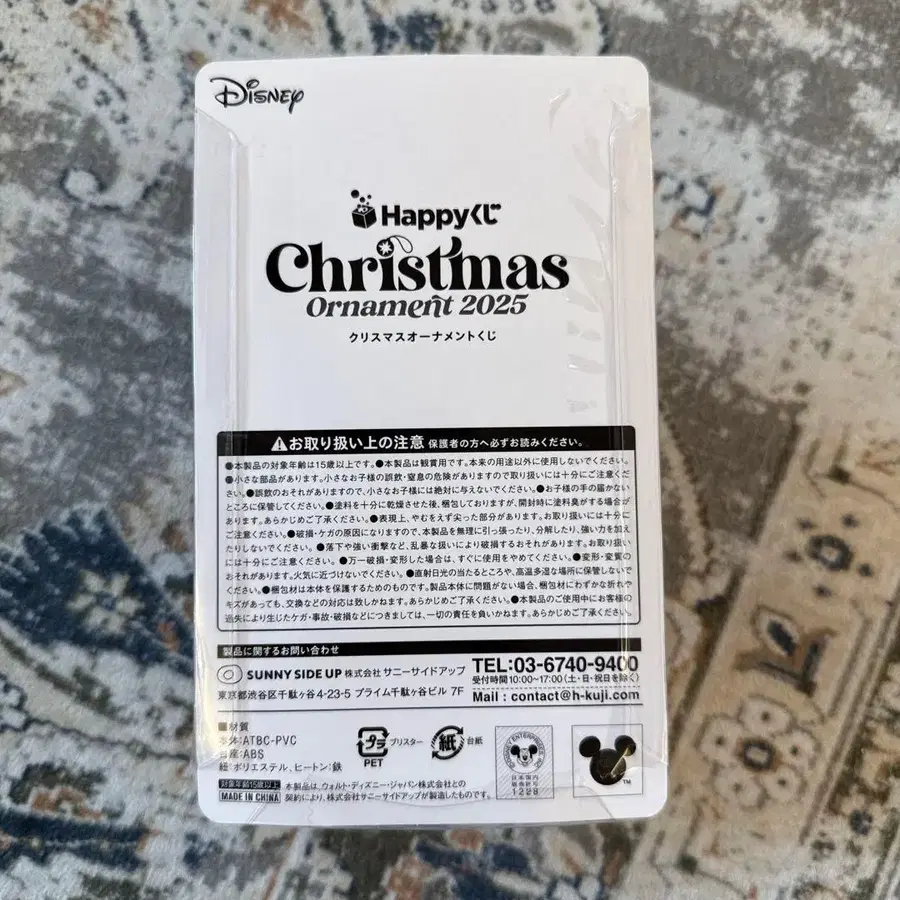 Disney
Happyくじ
Christmas
Ornament 2025
クリスマスオーナメントくじ
お取り扱い上の注意 保護者の方へ必ずお読みください。
●本製品の対象年齢は15歳以上です。●本製品は観賞用です。本来の用途以外に使用しないでください。
●小さな部品があります。小さなお子様の誤飲・窒息の危険がありますので取り扱いには十分にご注意くださ
い。●誤飲のおそれがありますので、小さなお子様には絶対に与えないでください。●お子様の手の届かない
ところに保管してください。●塗料を十分に乾燥させた後、梱包しておりますが、開封時に塗料臭がする場合が
あります。あらかじめご了承ください。●表現上、やむをえず尖った部分があります。お取り扱いには十分に
ご注意ください。●破損・ケガの原因になりますので、本製品を無理に引っ張ったり、分解したり、強い力を加え
たりしないでください。●落下や強い衝撃など、乱暴な扱いにより破損するおそれがあります。お取り扱い
には十分にご注意ください。●万一破損・変形した場合は、すぐに使用をやめてください。●変形・変質の
おそれがあります。火気に近づけないでください。●直射日光の当たるところや、高温多湿な場所に保管しないで
ください。●梱包材は本体を保護するためのものです。製品本体に問題がない場合、梱包材にわずかな折れや
キズがあっても、交換などの対応は致しかねます。あらかじめご了承ください。●本製品のご使用中にお客様の
過失により生じたケガ・事故・破損などにつきましては、一切の責任を負いかねます。あらかじめご了承ください。
製品に関するお問い合わせ
SUNNY SIDE UP 株式会社 サニーサイドアップ
東京都渋谷区千駄ヶ谷4-23-5 プライム千駄ヶ谷ビル 7F
TEL:03-6740-9400
受付時間10:00〜17:00（土・日・祝日を除く）
Mail : contact@h-kuji.com
■材質
本体:ATBC-PVC
台座:ABS
紐:ポリエステル、ヒートン:鉄
プラ
PET
ブリスター
紙
台紙
対象年齢15歳以上
MADE IN CHINA
本製品は、ウォルト・ディズニー・ジャパン株式会社との
契約により、株式会社サニーサイドアップが製造したものです。
日本国内
1228
TM